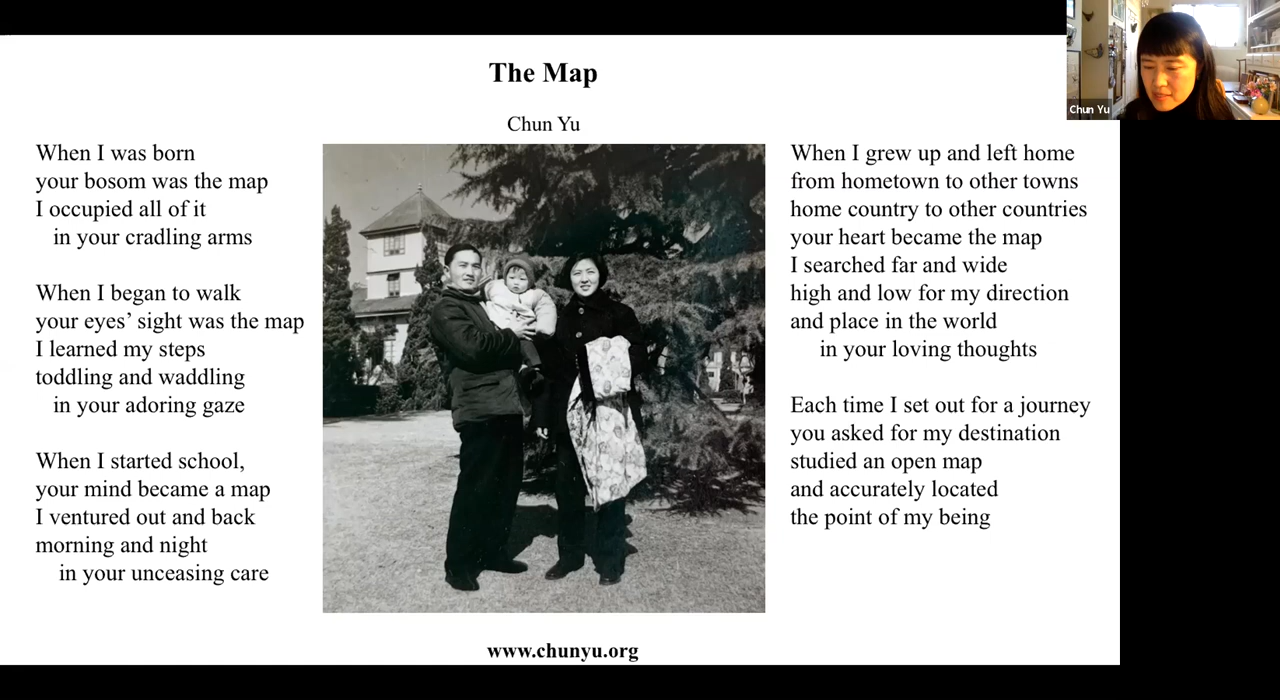 The Map
Chun Yu
When I was born
your bosom was the map
I occupied all of it
in your cradling arms
When I began to walk
your eyes’ sight was the map
I learned my steps
toddling and waddling
in your adoring gaze
When I started school,
your mind became a map
I ventured out and back
morning and night
in your unceasing care
When I grew up and left home
from hometown to other towns
home country to other countries
your heart became the map
I searched far and wide
high and low for my direction
and place in the world
in your loving thoughts
Each time I set out for a journey
you asked for my destination
studied an open map
and accurately located
the point of my being
www.chunyu.org
Chun Yu